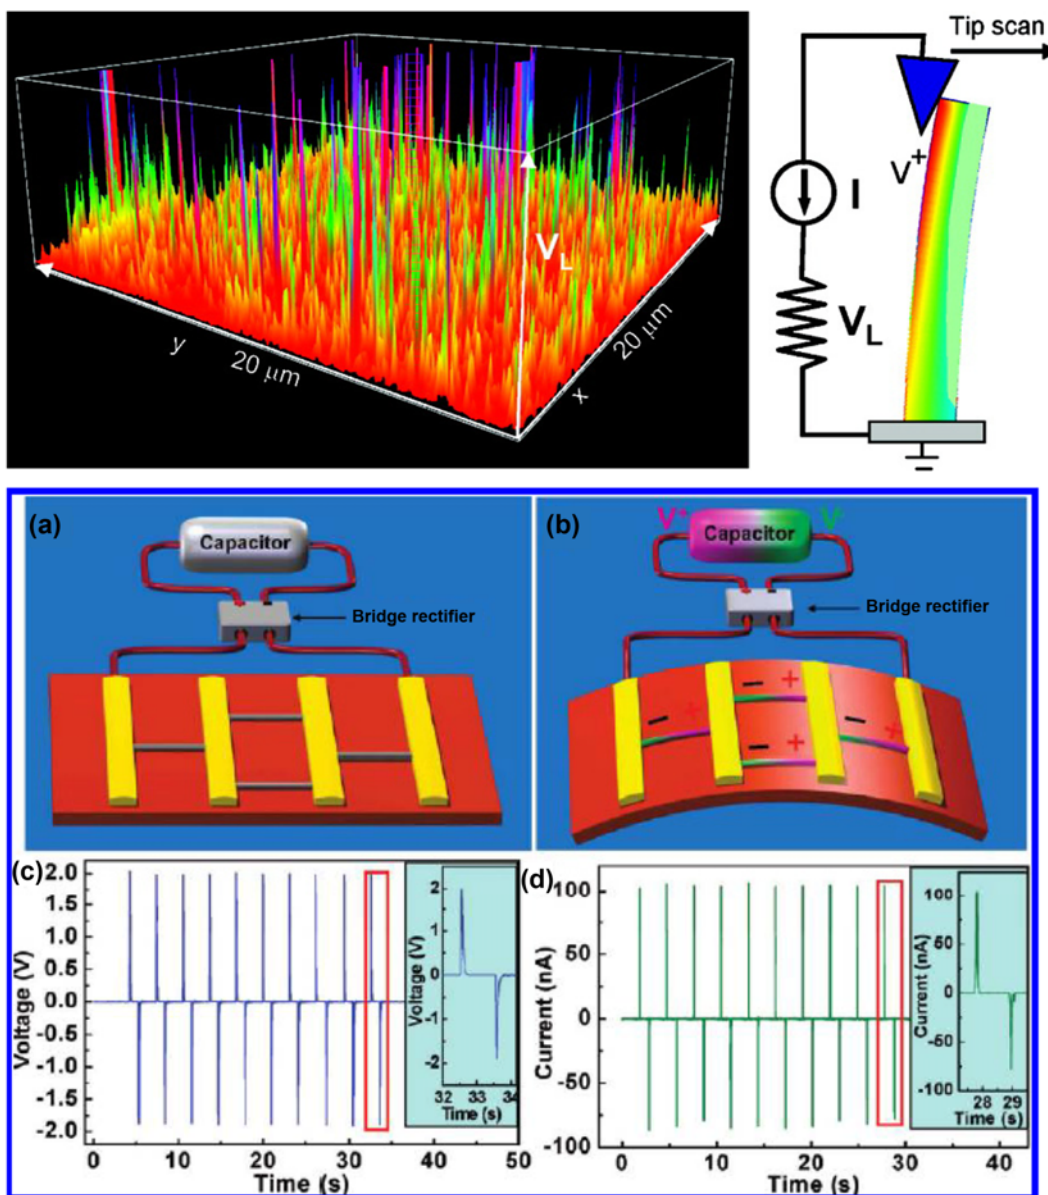 Tip scan
V+
I
V_L
V_L
y 20 μm
20 μm x
(a)
Capacitor
Bridge rectifier
(b)
V+ V-
Capacitor
Bridge rectifier
− +
− +
− +
− +
(c)
2.0
1.5
1.0
0.5
0.0
-0.5
-1.0
-1.5
-2.0
Voltage (V)
0 10 20 30 40 50
Time (s)
2
1
0
-1
-2
Voltage (V)
32 33 34
Time (s)
(d)
100
50
0
-50
-100
Current (nA)
0 10 20 30 40
Time (s)
100
50
0
-50
-100
Current (nA)
28 29
Time (s)